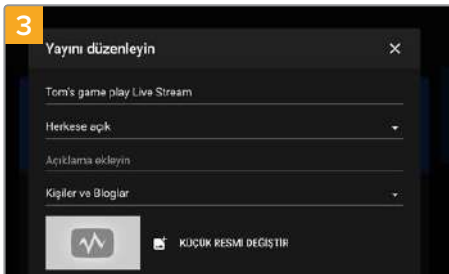 3
Yayını düzenleyin
Tom's game play Live Stream
Herkese açık
Açıklama ekleyin
Kişiler ve Bloglar
KÜÇÜK RESMİ DEĞİŞTİR